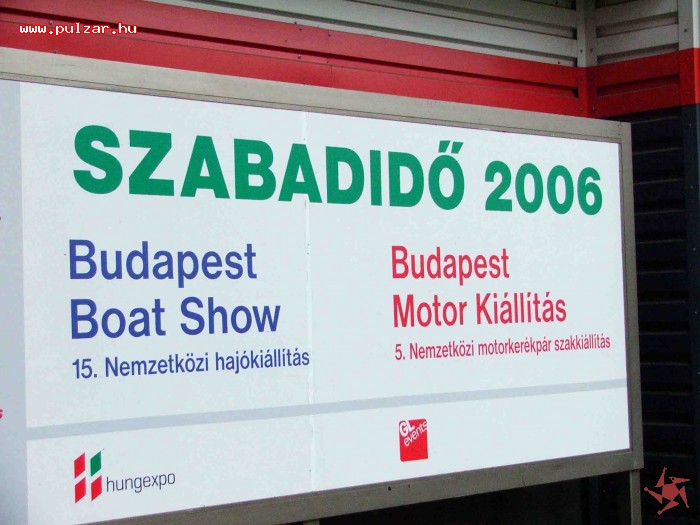 www.pulzar.hu
SZABADIDŐ 2006
Budapest
Boat Show
15. Nemzetközi hajókiállítás
Budapest
Motor Kiállítás
5. Nemzetközi motorkerékpár szakkiállítás
hungexpo
GL
events